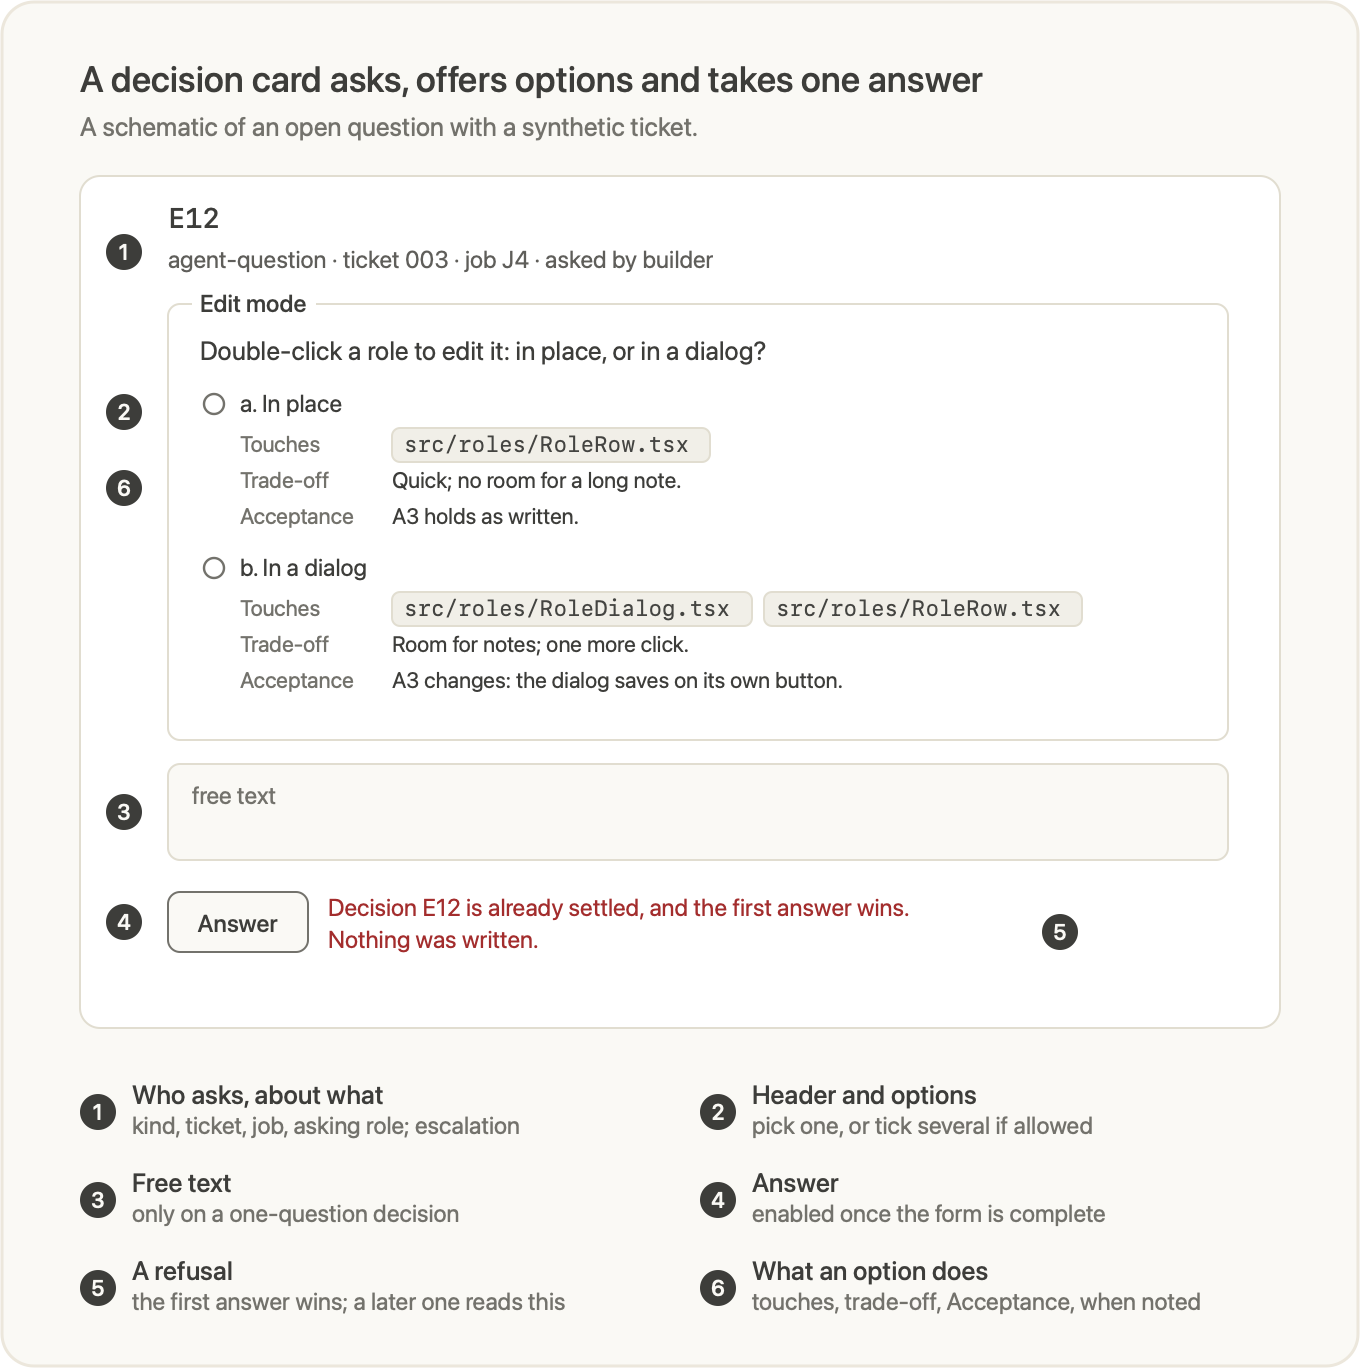 A decision card asks, offers options and takes one answer
A schematic of an open question with a synthetic ticket.
E12
1
agent-question · ticket 003 · job J4 · asked by builder
Edit mode
Double-click a role to edit it: in place, or in a dialog?
2
a. In place
Touches src/roles/RoleRow.tsx
6
Trade-off Quick; no room for a long note.
Acceptance A3 holds as written.
b. In a dialog
Touches src/roles/RoleDialog.tsx src/roles/RoleRow.tsx
Trade-off Room for notes; one more click.
Acceptance A3 changes: the dialog saves on its own button.
3
free text
4
Answer
Decision E12 is already settled, and the first answer wins.
Nothing was written.
5
1
Who asks, about what
kind, ticket, job, asking role; escalation
2
Header and options
pick one, or tick several if allowed
3
Free text
only on a one-question decision
4
Answer
enabled once the form is complete
5
A refusal
the first answer wins; a later one reads this
6
What an option does
touches, trade-off, Acceptance, when noted